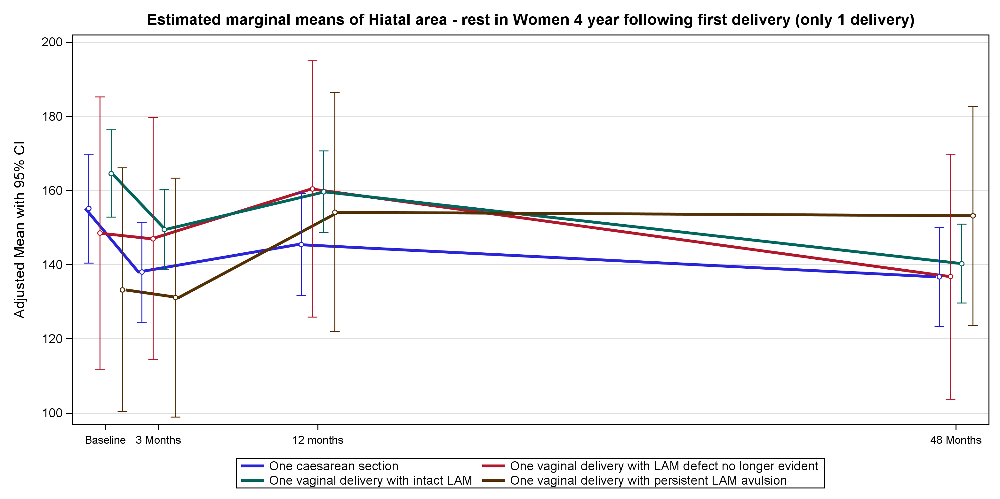 Estimated marginal means of Hiatal area - rest in Women 4 year following first delivery (only 1 delivery)
Adjusted Mean with 95% CI
200
180
160
140
120
100
Baseline 3 Months 12 months 48 Months
One caesarean section One vaginal delivery with LAM defect no longer evident
One vaginal delivery with intact LAM One vaginal delivery with persistent LAM avulsion